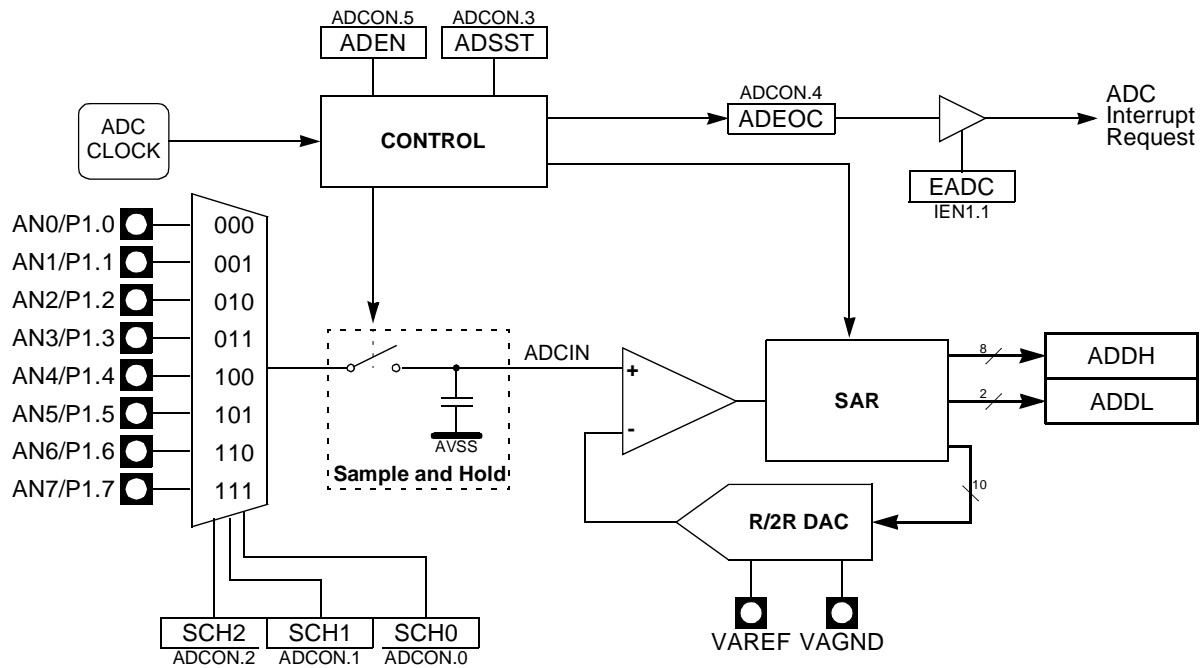 ADCON.5
ADEN
ADCON.3
ADSST
ADC
CLOCK
CONTROL
ADCON.4
ADEOC
ADC
Interrupt
Request
EADC
IEN1.1
AN0/P1.0
000
AN1/P1.1
001
AN2/P1.2
010
AN3/P1.3
011
AN4/P1.4
100
AN5/P1.5
101
AN6/P1.6
110
AN7/P1.7
111
ADCIN
AVSS
Sample and Hold
+
-
SAR
8
ADDH
2
ADDL
10
R/2R DAC
VAREF
VAGND
SCH2
SCH1
SCH0
ADCON.2
ADCON.1
ADCON.0